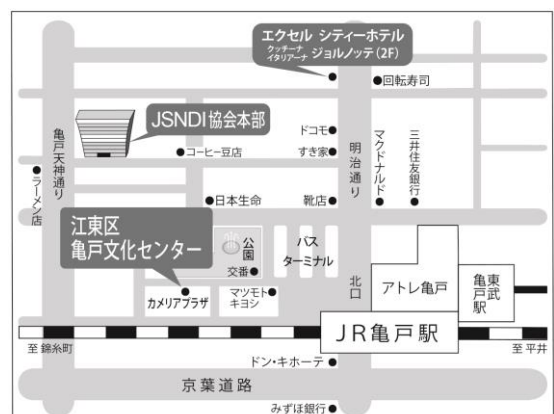 エクセル シティーホテル
クッチーナ
イタリアーナ ジョルノッテ(2F)
回転寿司
JSNDI協会本部
亀戸天神通り
ラーメン店
コーヒー豆店
ドコモ
すき家
明治通り
マクドナルド
三井住友銀行
日本生命
靴店
江東区
亀戸文化センター
公園
交番
バス
ターミナル
カメリアプラザ
マツモト
キヨシ
北口
アトレ亀戸
東武
亀戸駅
JR亀戸駅
至 錦糸町
至 平井
ドン・キホーテ
京葉道路
みずほ銀行